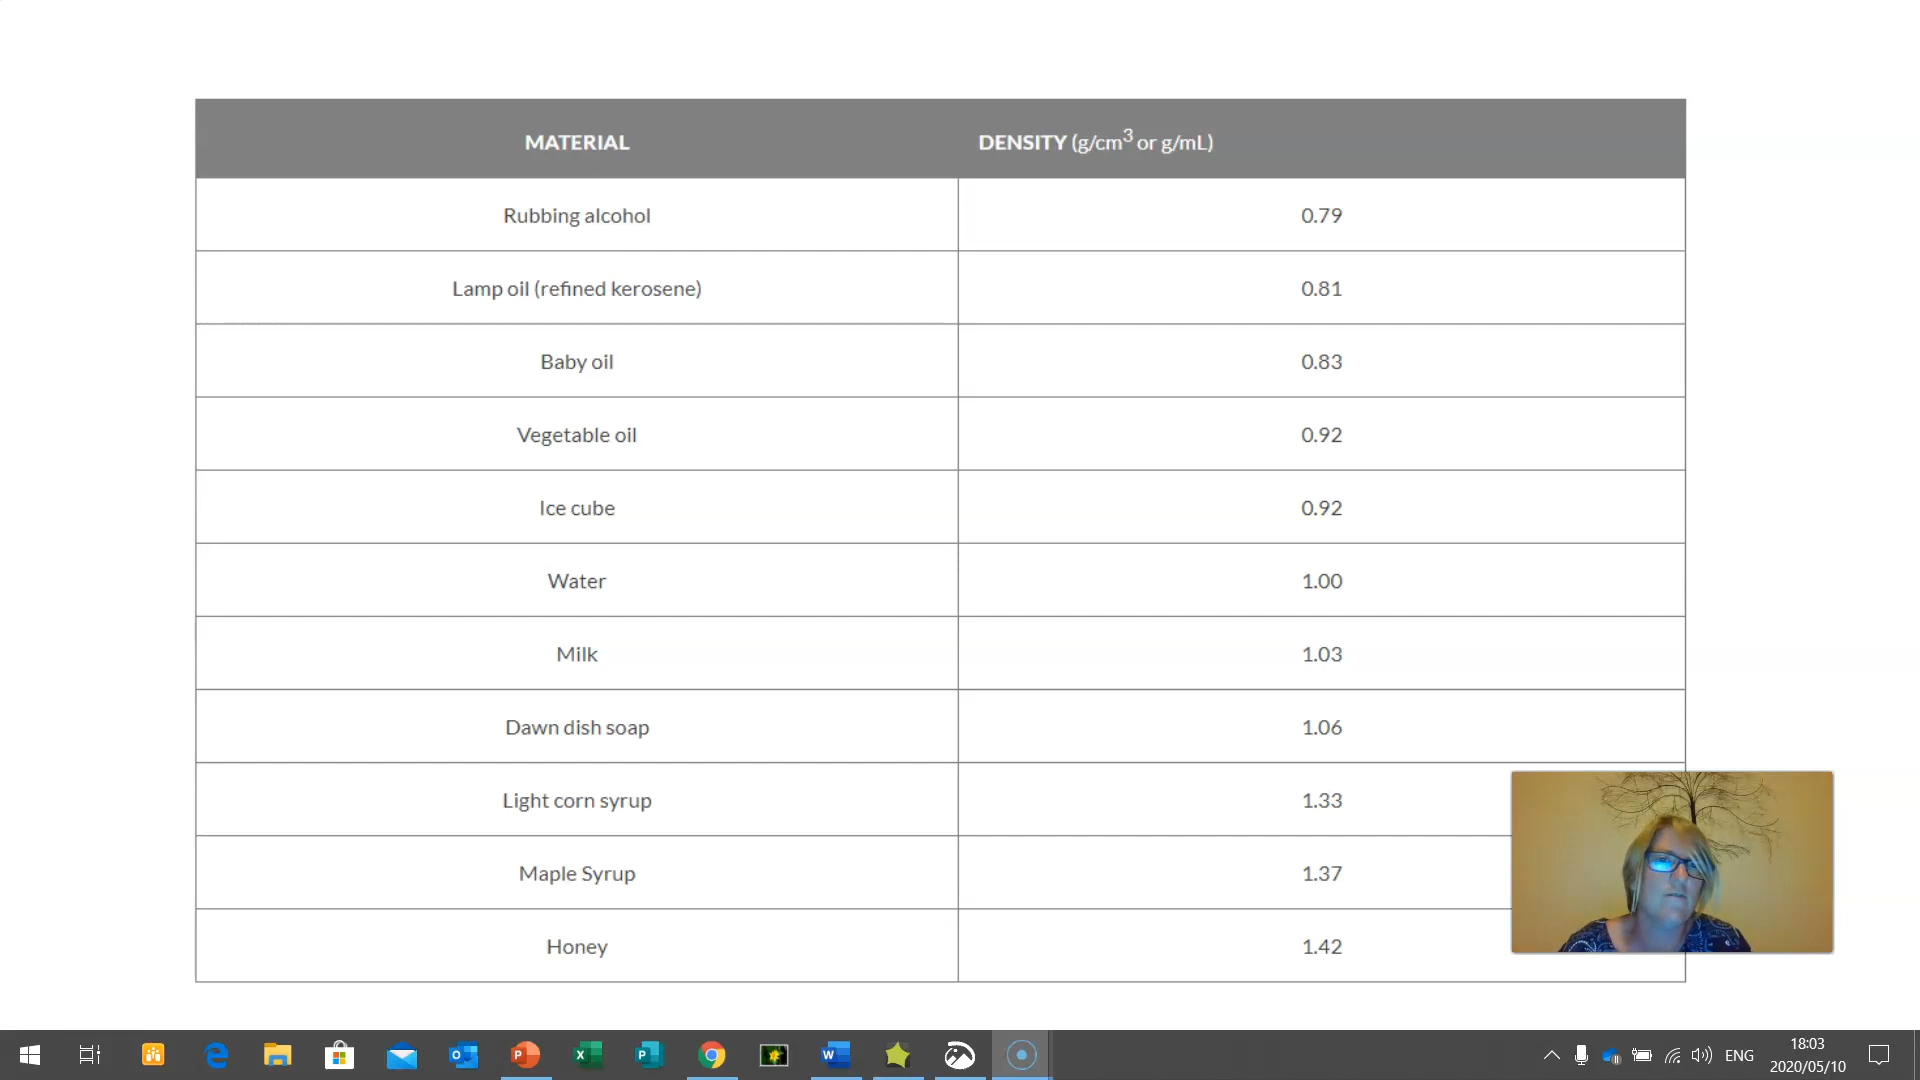 MATERIAL DENSITY (g/cm³ or g/mL)
Rubbing alcohol 0.79
Lamp oil (refined kerosene) 0.81
Baby oil 0.83
Vegetable oil 0.92
Ice cube 0.92
Water 1.00
Milk 1.03
Dawn dish soap 1.06
Light corn syrup 1.33
Maple Syrup 1.37
Honey 1.42
ENG
18:03
2020/05/10